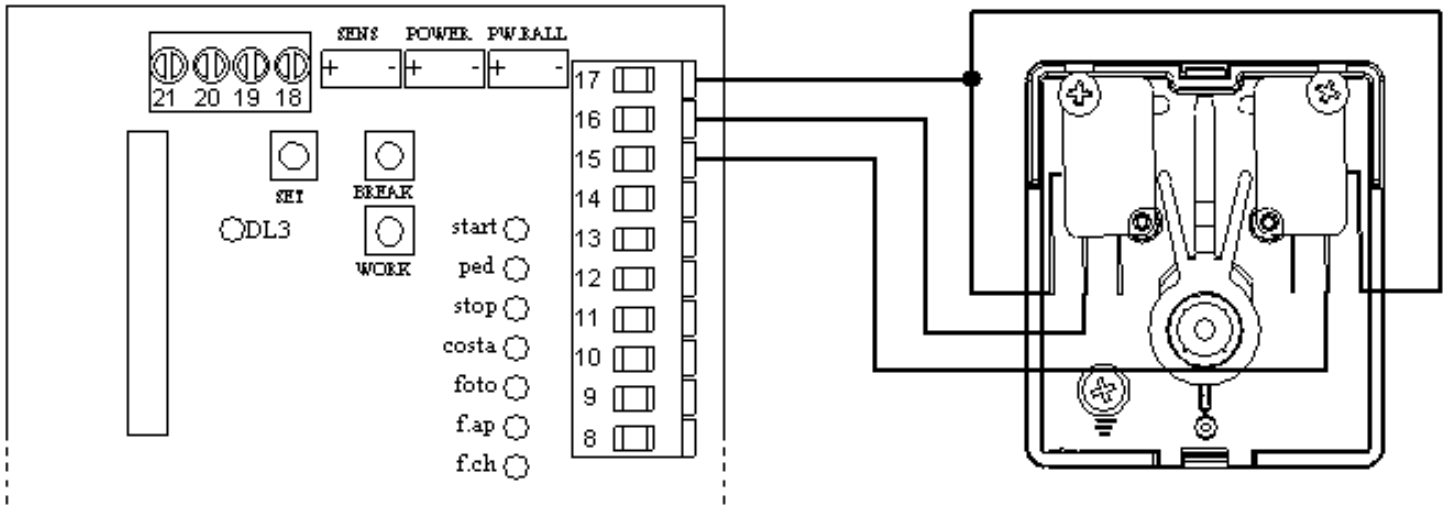 SENS POWER PW.BALL
+ - + - + -
21 20 19 18
17
16
15
14
13
12
11
10
9
8
SET
BREAK
DL3
WORK
start
ped
stop
costa
foto
f.ap
f.ch